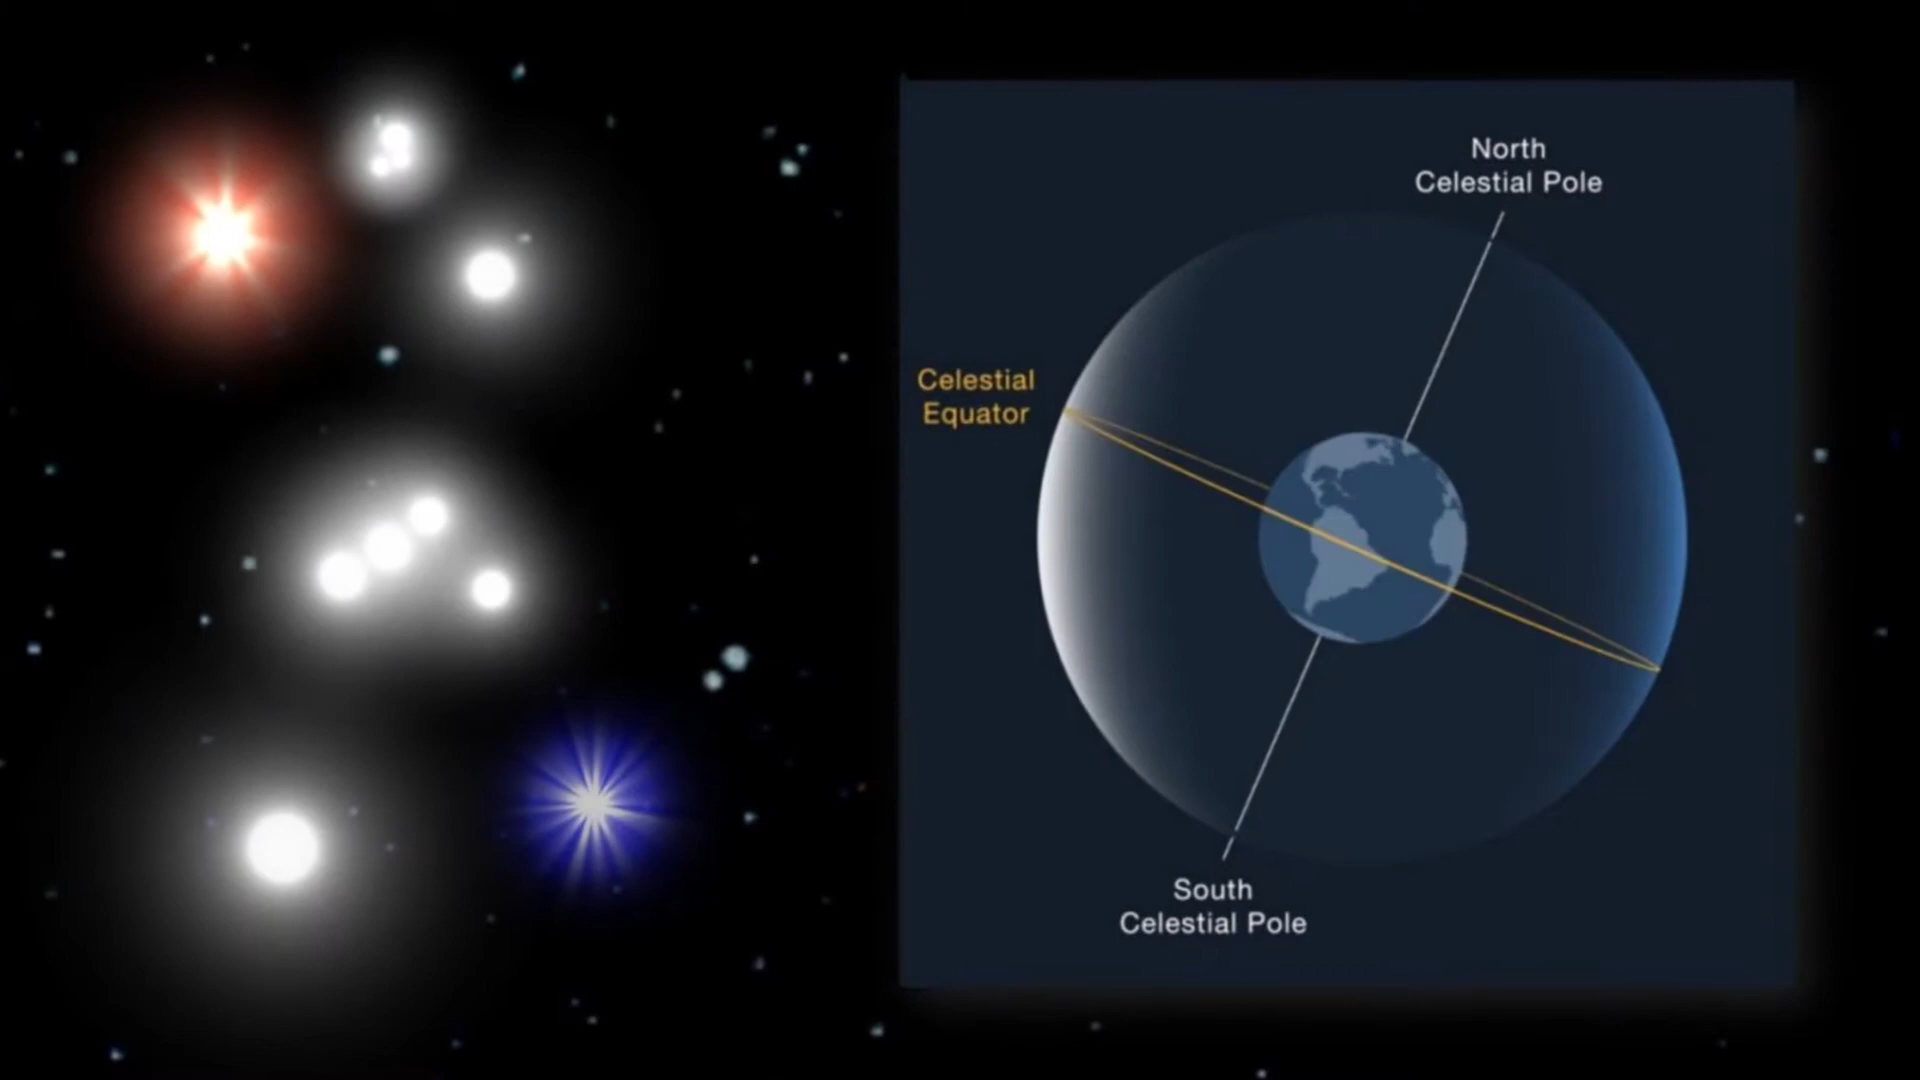 North
Celestial Pole
Celestial
Equator
South
Celestial Pole